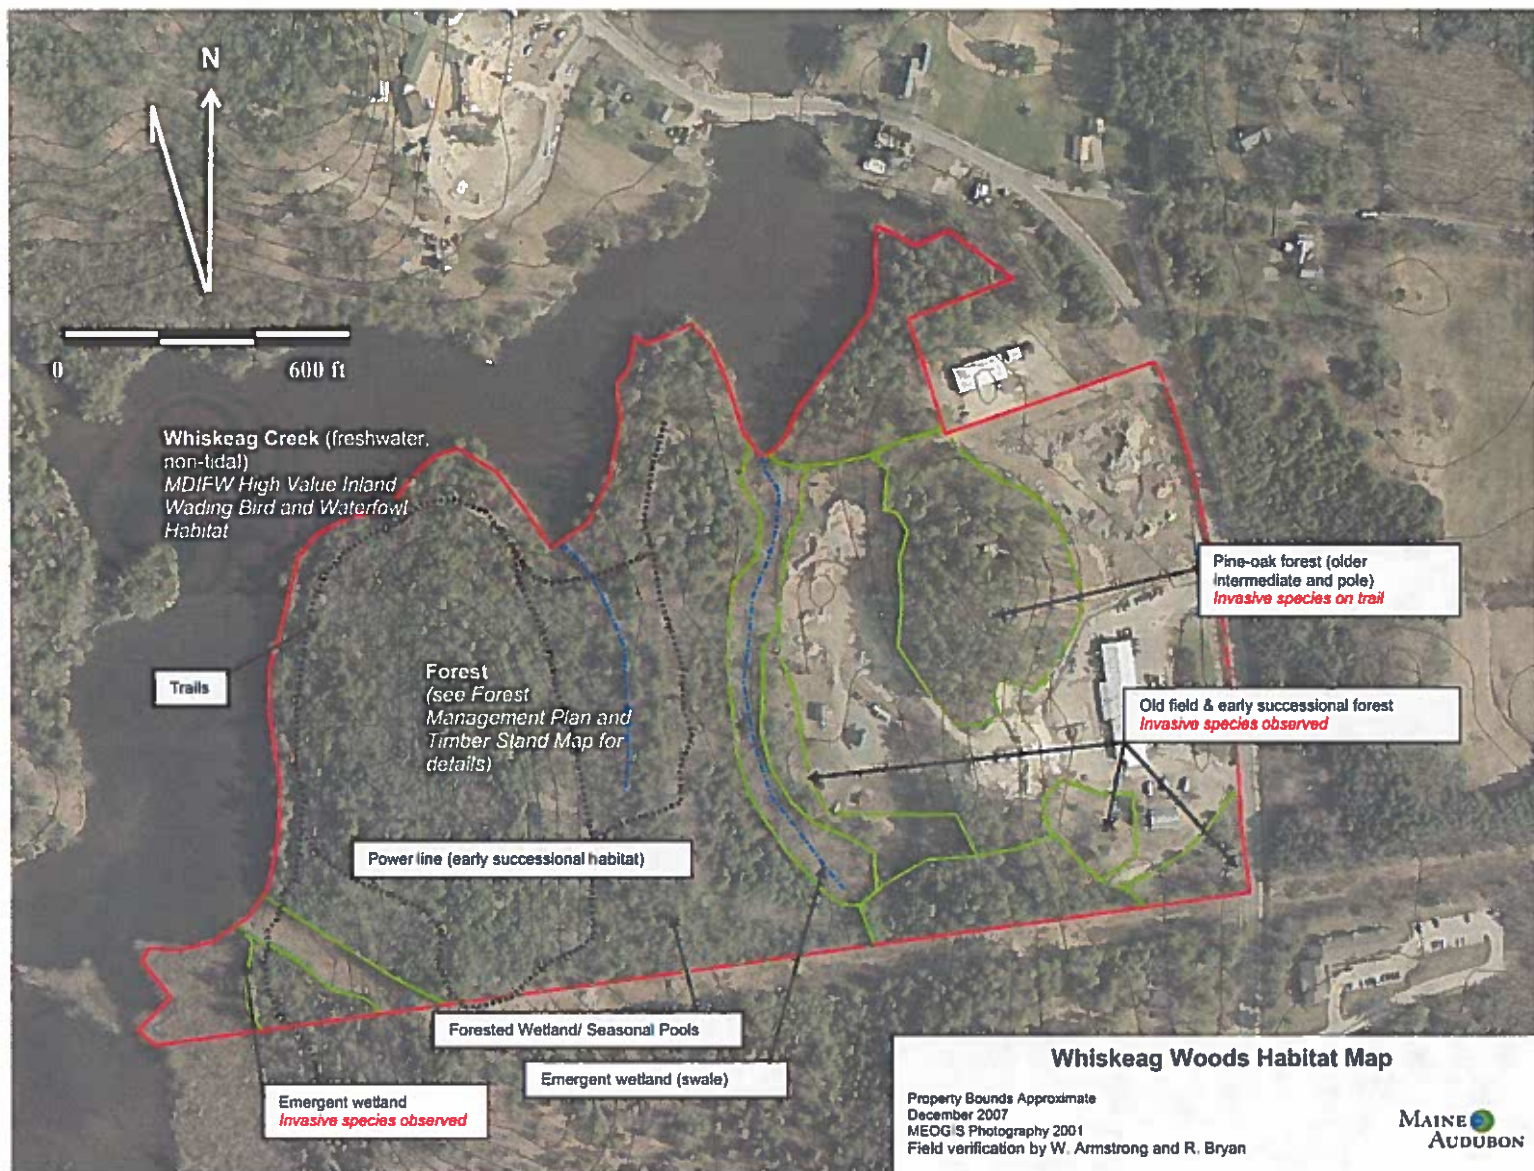 N
0
600 ft
Whiskeag Creek (freshwater,
non-tidal)
MDIFW High Value Inland
Wading Bird and Waterfowl
Habitat
Pine-oak forest (older
intermediate and pole)
Invasive species on trail
Trails
Forest
(see Forest
Management Plan and
Timber Stand Map for
details)
Old field & early successional forest
Invasive species observed
Power line (early successional habitat)
Forested Wetland/ Seasonal Pools
Emergent wetland (swale)
Emergent wetland
Invasive species observed
Whiskeag Woods Habitat Map
Property Bounds Approximate
December 2007
MEOGIS Photography 2001
Field verification by W. Armstrong and R. Bryan
MAINE
AUDUBON